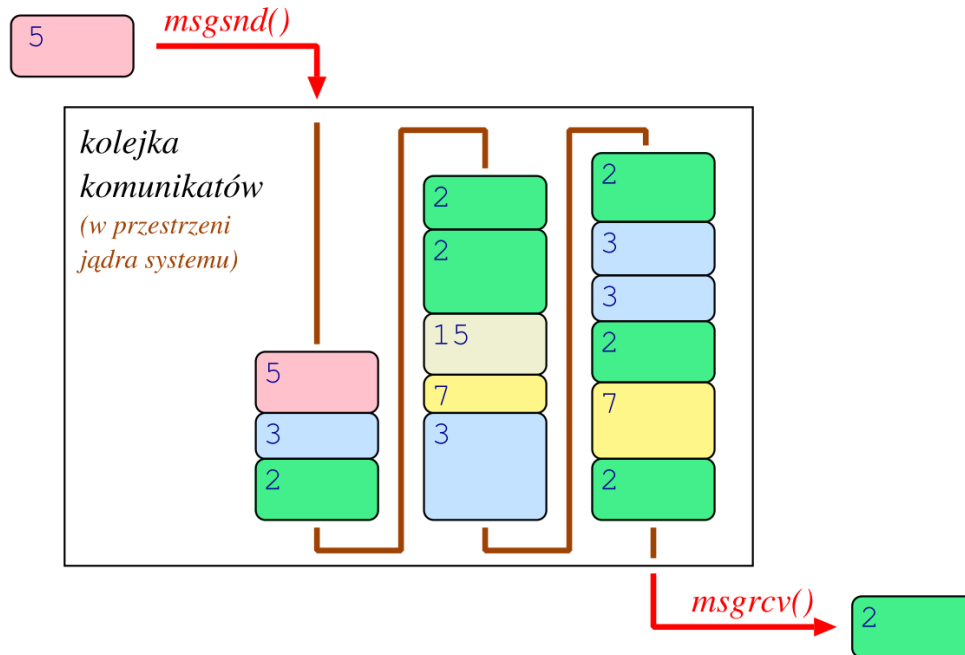 5
msgsnd()
kolejka
komunikatów
(w przestrzeni
jądra systemu)
5
3
2
2
2
15
7
3
2
3
3
2
7
2
msgrcv()
2